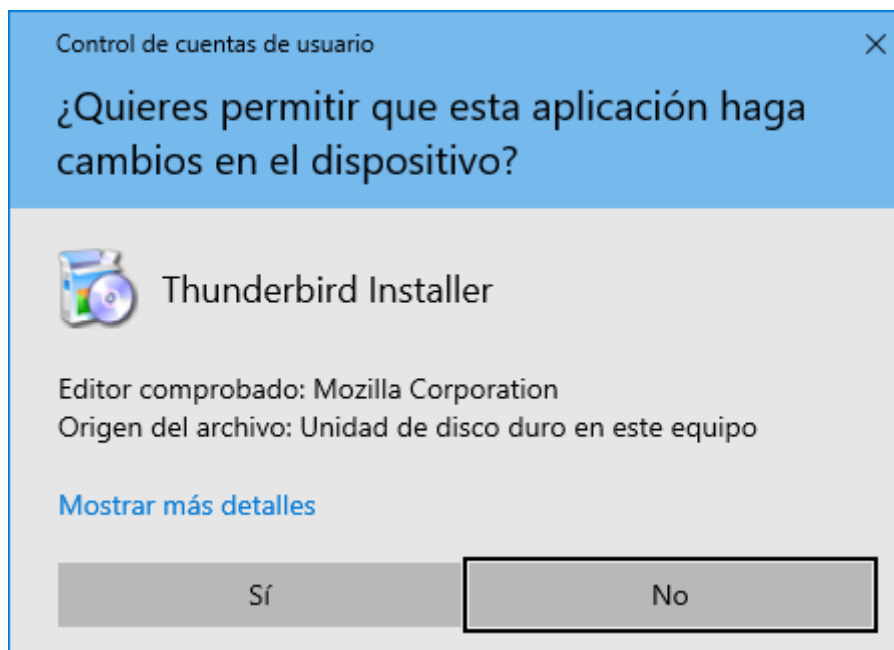 Control de cuentas de usuario
¿Quieres permitir que esta aplicación haga
cambios en el dispositivo?
Thunderbird Installer
Editor comprobado: Mozilla Corporation
Origen del archivo: Unidad de disco duro en este equipo
Mostrar más detalles
Sí
No